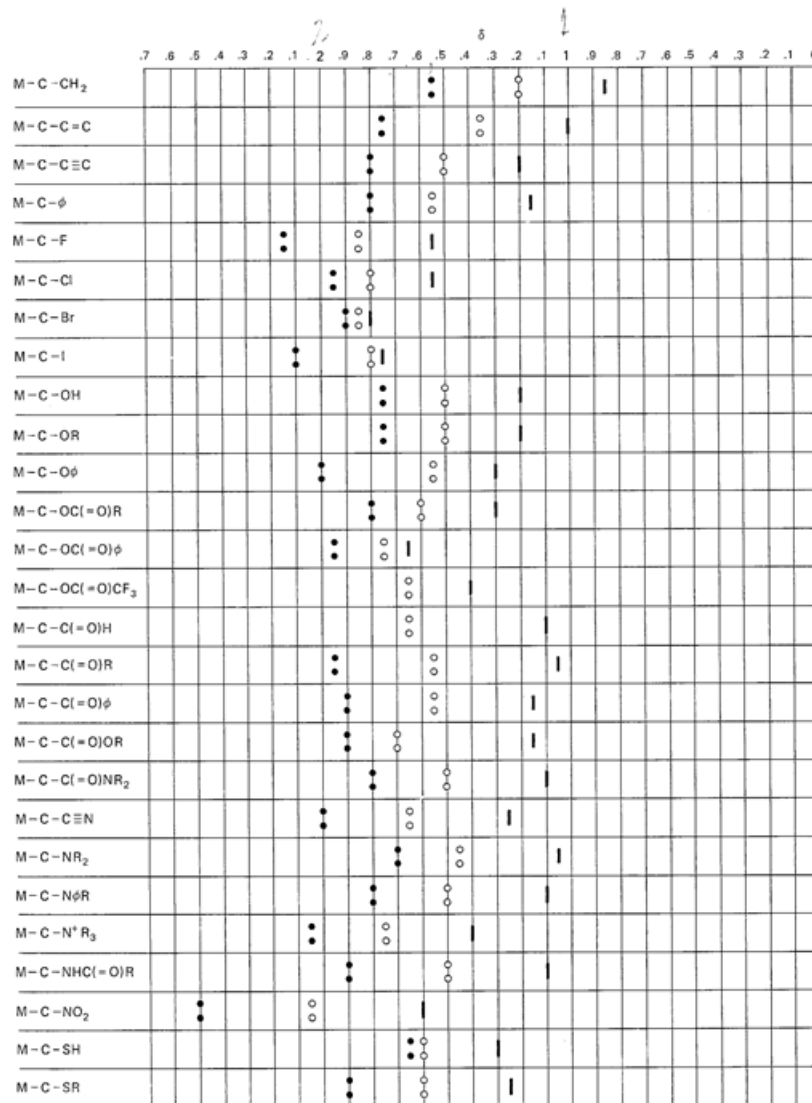 2 δ 1
.7 .6 .5 .4 .3 .2 .1 2 .9 .8 .7 .6 .5 .4 .3 .2 .1 1 .9 .8 .7 .6 .5 .4 .3 .2 .1 0
M-C-CH₂
M-C-C=C
M-C-C≡C
M-C-ϕ
M-C-F
M-C-Cl
M-C-Br
M-C-I
M-C-OH
M-C-OR
M-C-Oϕ
M-C-OC(=O)R
M-C-OC(=O)ϕ
M-C-OC(=O)CF₃
M-C-C(=O)H
M-C-C(=O)R
M-C-C(=O)ϕ
M-C-C(=O)OR
M-C-C(=O)NR₂
M-C-C≡N
M-C-NR₂
M-C-NϕR
M-C-N⁺R₃
M-C-NHC(=O)R
M-C-NO₂
M-C-SH
M-C-SR